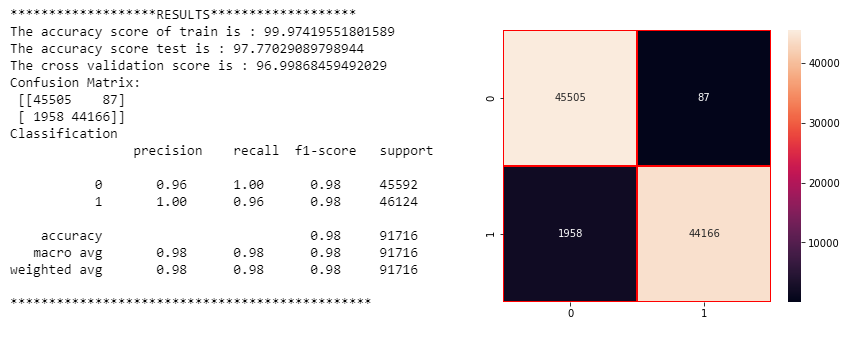 *******************RESULTS*******************
The accuracy score of train is : 99.97419551801589
The accuracy score test is : 97.77029089798944
The cross validation score is : 96.99868459492029
Confusion Matrix:
[[45505    87]
[ 1958 44166]]
Classification
precision    recall  f1-score   support
0       0.96      1.00      0.98     45592
1       1.00      0.96      0.98     46124
accuracy                           0.98     91716
macro avg       0.98      0.98      0.98     91716
weighted avg       0.98      0.98      0.98     91716
***********************************************
0
1
45505 87
1958 44166
0 1
40000
30000
20000
10000